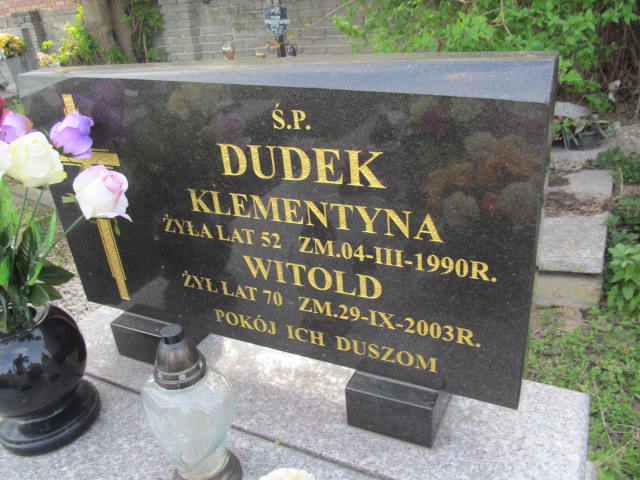 Ś.P.
DUDEK
KLEMENTYNA
ŻYŁA LAT 52 ZM.04-III-1990R.
WITOLD
ŻYŁ LAT 70 ZM.29-IX-2003R.
POKÓJ ICH DUSZOM